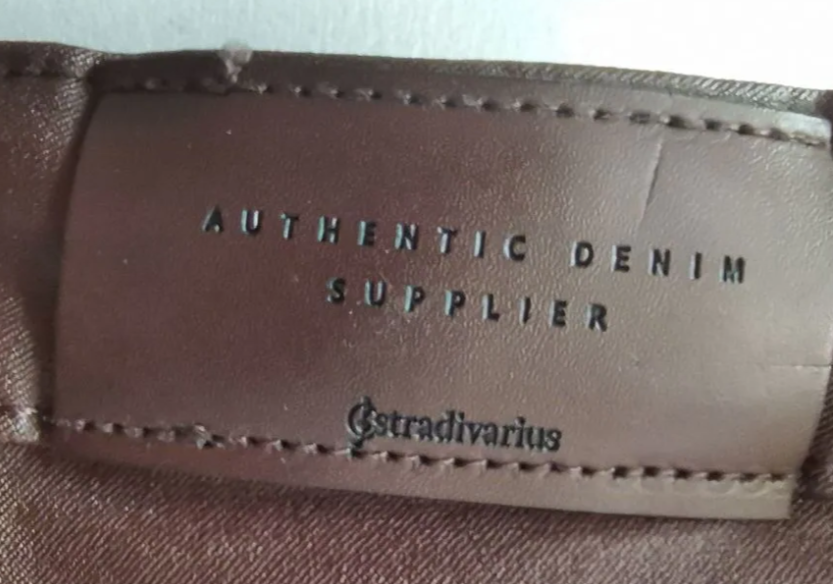 AUTHENTIC DENIM
SUPPLIER
stradivarius